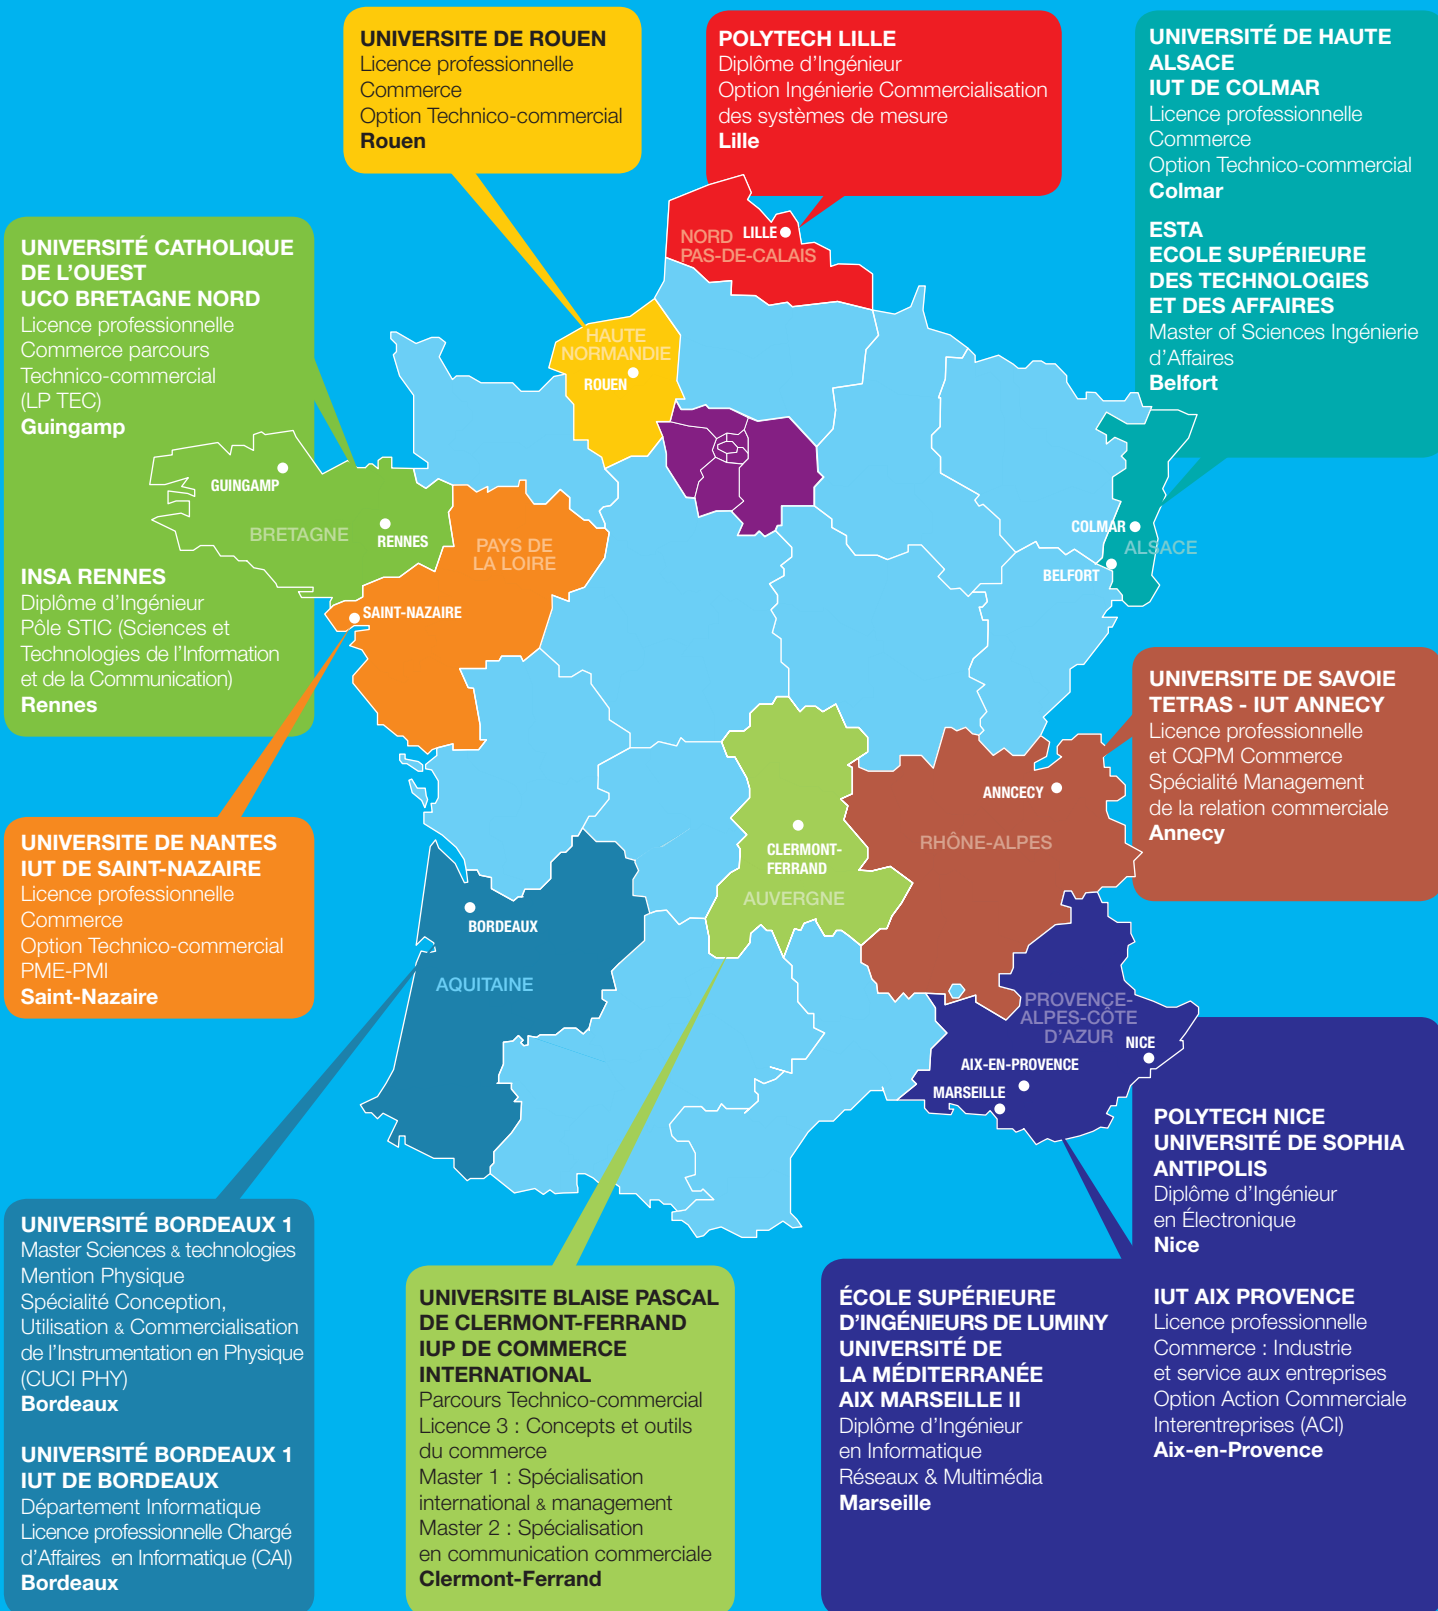 UNIVERSITE DE ROUEN
Licence professionnelle
Commerce
Option Technico-commercial
Rouen
POLYTECH LILLE
Diplôme d'Ingénieur
Option Ingénierie Commercialisation
des systèmes de mesure
Lille
UNIVERSITÉ DE HAUTE
ALSACE
IUT DE COLMAR
Licence professionnelle
Commerce
Option Technico-commercial
Colmar
ESTA
ECOLE SUPÉRIEURE
DES TECHNOLOGIES
ET DES AFFAIRES
Master of Sciences Ingénierie
d'Affaires
Belfort
UNIVERSITÉ CATHOLIQUE
DE L'OUEST
UCO BRETAGNE NORD
Licence professionnelle
Commerce parcours
Technico-commercial
(LP TEC)
Guingamp
INSA RENNES
Diplôme d'Ingénieur
Pôle STIC (Sciences et
Technologies de l'Information
et de la Communication)
Rennes
NORD
PAS-DE-CALAIS
LILLE
HAUTE
NORMANDIE
ROUEN
GUINGAMP
BRETAGNE
RENNES
PAYS DE
LA LOIRE
SAINT-NAZAIRE
COLMAR
ALSACE
BELFORT
ANNCECY
RHÔNE-ALPES
CLERMONT-
FERRAND
AUVERGNE
BORDEAUX
AQUITAINE
PROVENCE-
ALPES-CÔTE
D'AZUR
NICE
AIX-EN-PROVENCE
MARSEILLE
UNIVERSITE DE SAVOIE
TETRAS - IUT ANNECY
Licence professionnelle
et CQPM Commerce
Spécialité Management
de la relation commerciale
Annecy
UNIVERSITE DE NANTES
IUT DE SAINT-NAZAIRE
Licence professionnelle
Commerce
Option Technico-commercial
PME-PMI
Saint-Nazaire
UNIVERSITÉ BORDEAUX 1
Master Sciences & technologies
Mention Physique
Spécialité Conception,
Utilisation & Commercialisation
de l'Instrumentation en Physique
(CUCI PHY)
Bordeaux
UNIVERSITÉ BORDEAUX 1
IUT DE BORDEAUX
Département Informatique
Licence professionnelle Chargé
d'Affaires en Informatique (CAI)
Bordeaux
UNIVERSITE BLAISE PASCAL
DE CLERMONT-FERRAND
IUP DE COMMERCE
INTERNATIONAL
Parcours Technico-commercial
Licence 3 : Concepts et outils
du commerce
Master 1 : Spécialisation
international & management
Master 2 : Spécialisation
en communication commerciale
Clermont-Ferrand
ÉCOLE SUPÉRIEURE
D'INGÉNIEURS DE LUMINY
UNIVERSITÉ DE
LA MÉDITERRANÉE
AIX MARSEILLE II
Diplôme d'Ingénieur
en Informatique
Réseaux & Multimédia
Marseille
POLYTECH NICE
UNIVERSITÉ DE SOPHIA
ANTIPOLIS
Diplôme d'Ingénieur
en Électronique
Nice
IUT AIX PROVENCE
Licence professionnelle
Commerce : Industrie
et service aux entreprises
Option Action Commerciale
Interentreprises (ACI)
Aix-en-Provence